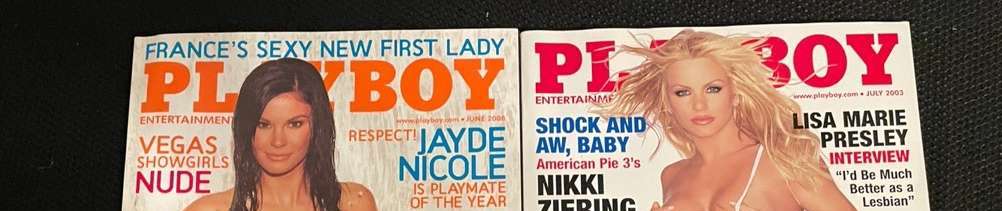 FRANCE'S SEXY NEW FIRST LADY
PLAYBOY
ENTERTAINMENT
www.playboy.com • JUNE 2008
VEGAS
SHOWGIRLS
NUDE
RESPECT!
JAYDE
NICOLE
IS PLAYMATE
OF THE YEAR
PLAYBOY
ENTERTAINME
www.playboy.com • JULY 2003
SHOCK AND
AW, BABY
American Pie 3's
NIKKI
ZIERING
LISA MARIE
PRESLEY
INTERVIEW
"I'd Be Much
Better as a
Lesbian"